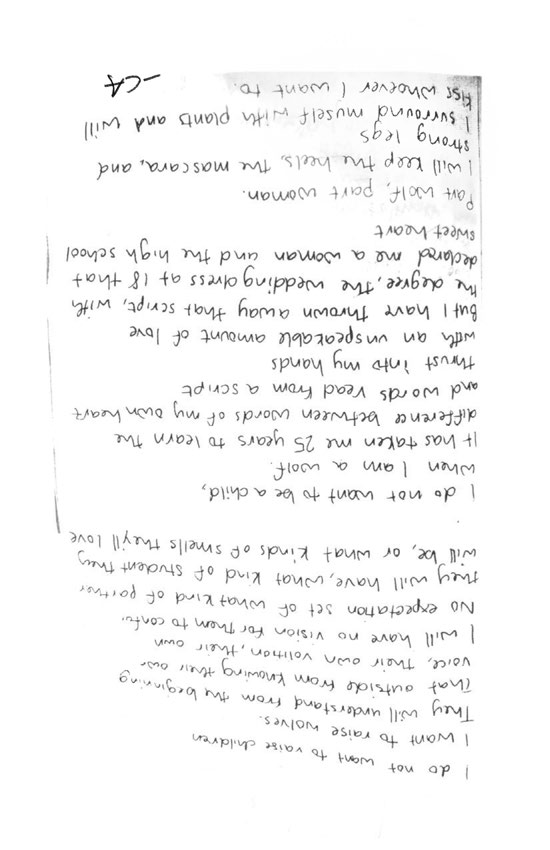 I do not want to raise children
I want to raise wolves.
They will understand from the beginning
that outside from knowing their own
voice, their own volition, their own
I will have no vision for them to
No expectation set of what kind of partner
they will have, what kind of student they
will be, or what kinds of smells they'll love
I do not want to be a child,
when I am a wolf.
It has taken me 25 years to learn the
difference between words of my own heart
and words read from a script
thrust into my hands
with an unspeakable amount of love
But I have thrown away that script, with
the degree, the wedding dress at 18 that
declared me a woman and the high school
sweet heart
Part wolf, part woman.
I will keep the heels, the mascara, and
strong legs
I surround muself with plants and will
kiss whoever I want to.
-CA